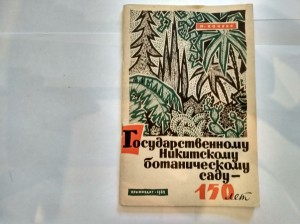 Государственному
Никитскому
ботаническому
саду—
150 лет